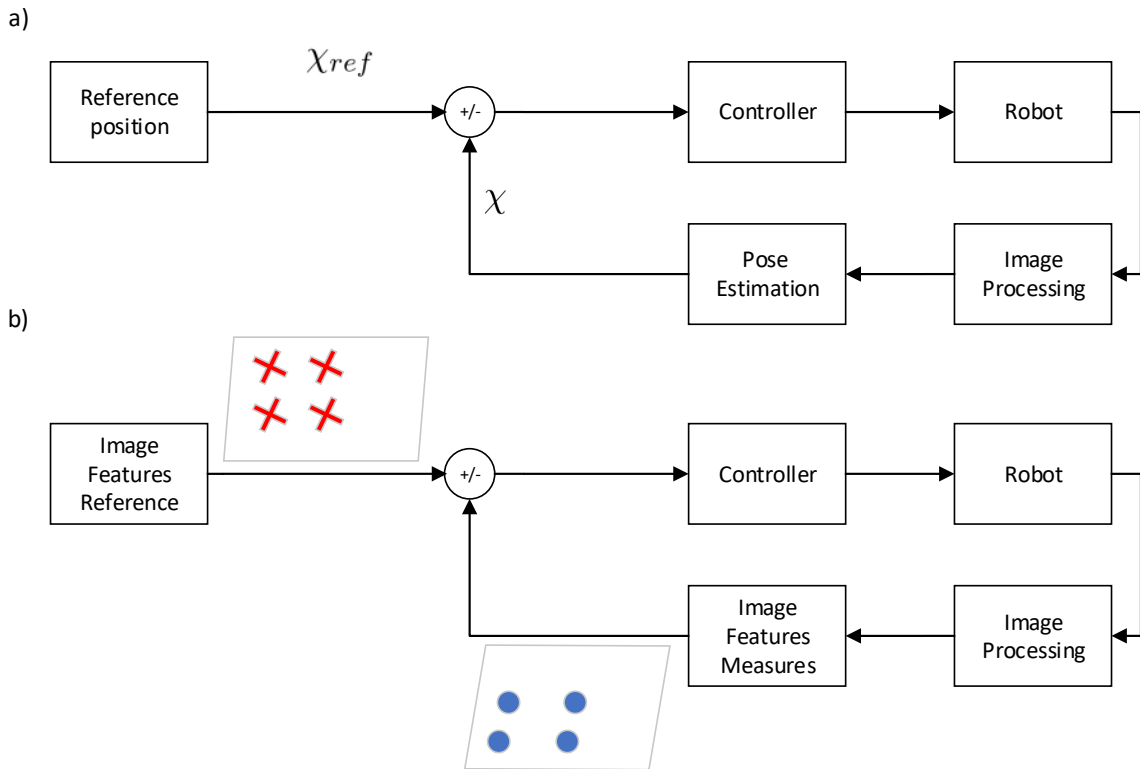 a)
χref
Reference
position
+/-
Controller
Robot
χ
Pose
Estimation
Image
Processing
b)
Image
Features
Reference
+/-
Controller
Robot
Image
Features
Measures
Image
Processing